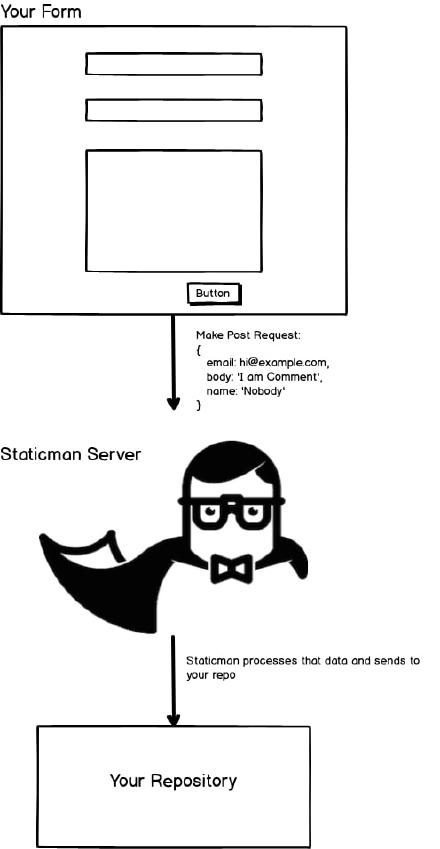 Your Form
Button
Make Post Request:
{
email: hi@example.com,
body: 'I am Comment',
name: 'Nobody'
}
Staticman Server
Staticman processes that data and sends to
your repo
Your Repository